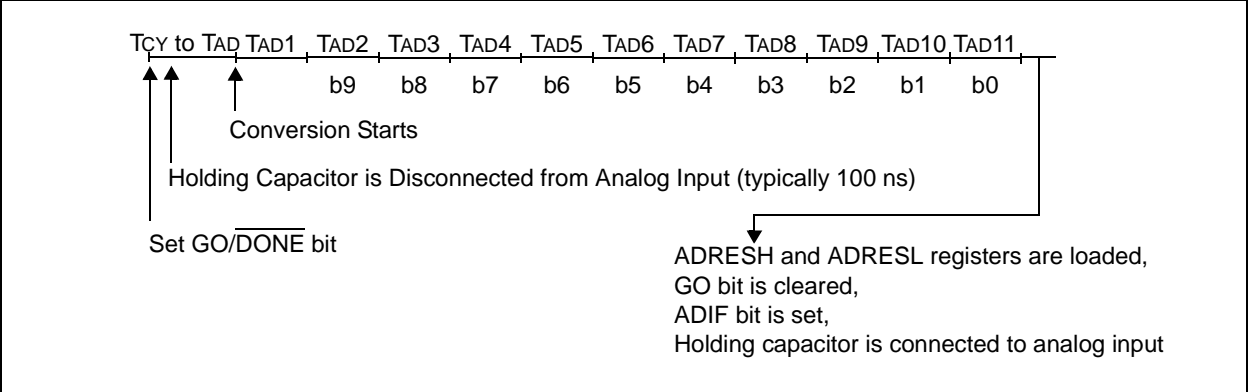 TCY to TAD TAD1 TAD2 TAD3 TAD4 TAD5 TAD6 TAD7 TAD8 TAD9 TAD10 TAD11
b9 b8 b7 b6 b5 b4 b3 b2 b1 b0
Conversion Starts
Holding Capacitor is Disconnected from Analog Input (typically 100 ns)
Set GO/DONE bit
ADRESH and ADRESL registers are loaded,
GO bit is cleared,
ADIF bit is set,
Holding capacitor is connected to analog input